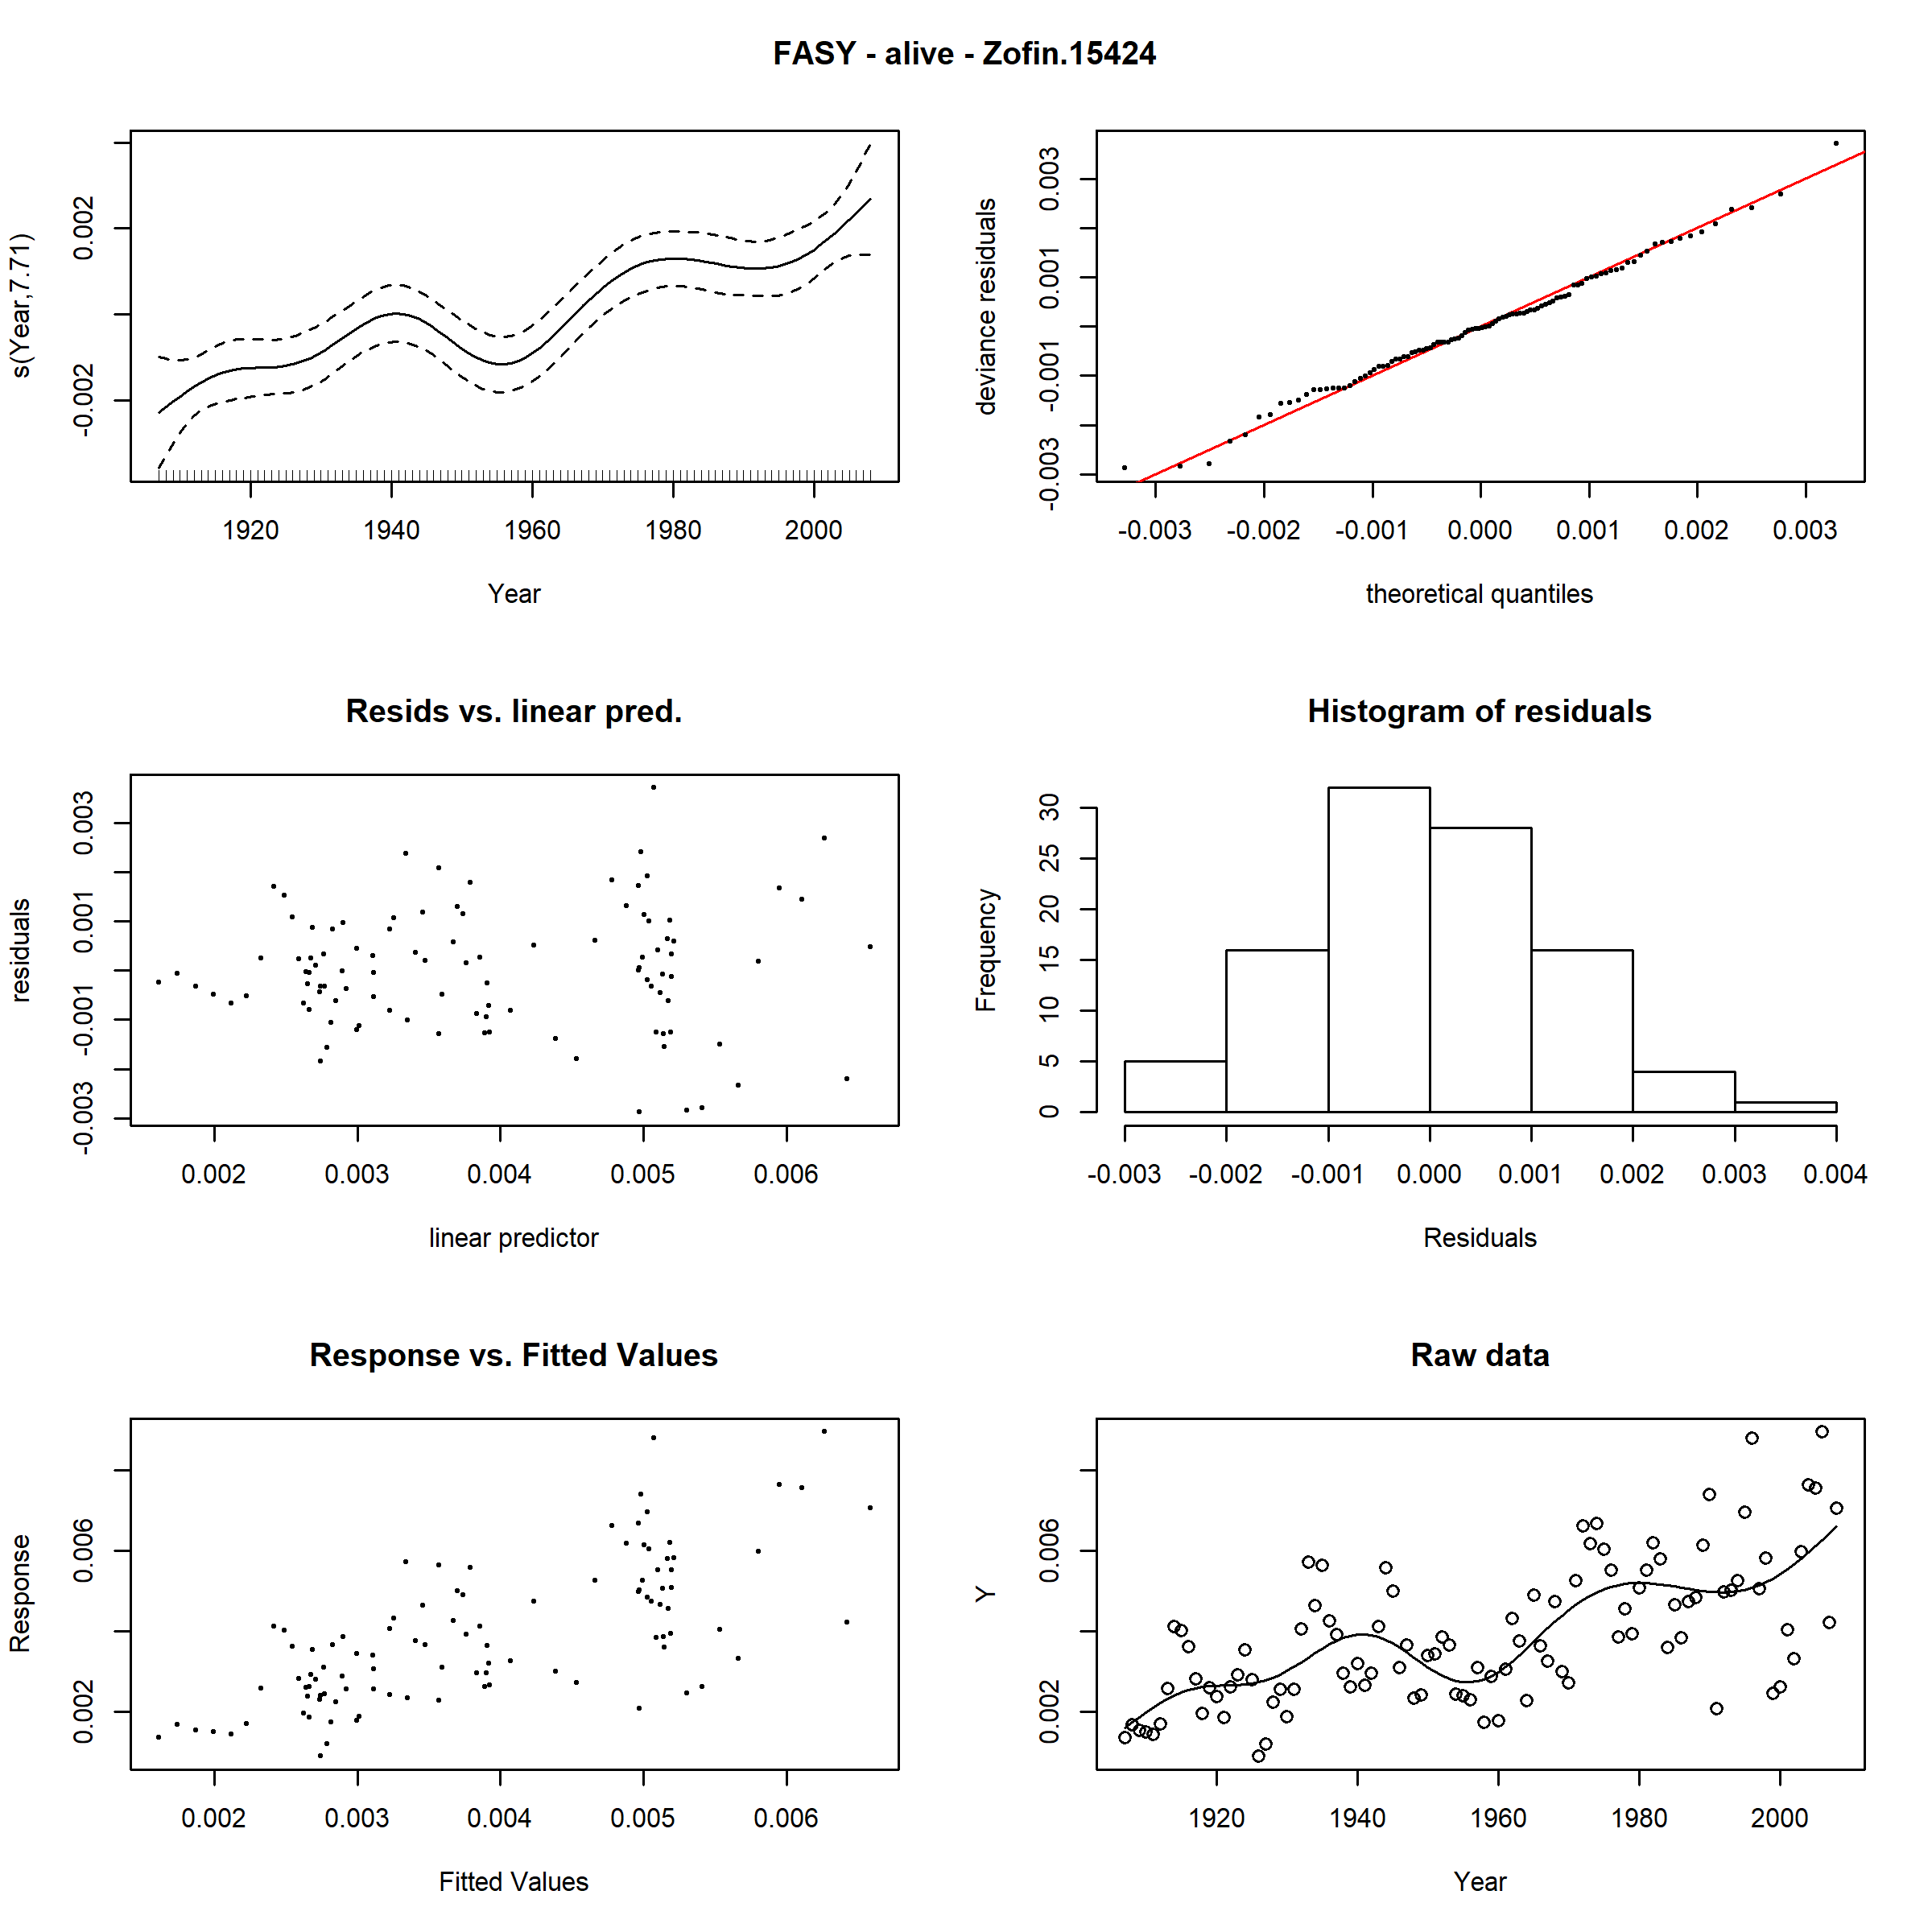 FASY - alive - Zofin.15424
s(Year,7.71)
-0.002 0.002
1920 1940 1960 1980 2000
Year
deviance residuals
-0.003 -0.001 0.001 0.003
-0.003 -0.002 -0.001 0.000 0.001 0.002 0.003
theoretical quantiles
Resids vs. linear pred.
residuals
-0.003 -0.001 0.001 0.003
0.002 0.003 0.004 0.005 0.006
linear predictor
Histogram of residuals
Frequency
0 5 10 15 20 25 30
-0.003 -0.002 -0.001 0.000 0.001 0.002 0.003 0.004
Residuals
Response vs. Fitted Values
Response
0.002 0.006
0.002 0.003 0.004 0.005 0.006
Fitted Values
Raw data
Y
0.002 0.006
1920 1940 1960 1980 2000
Year